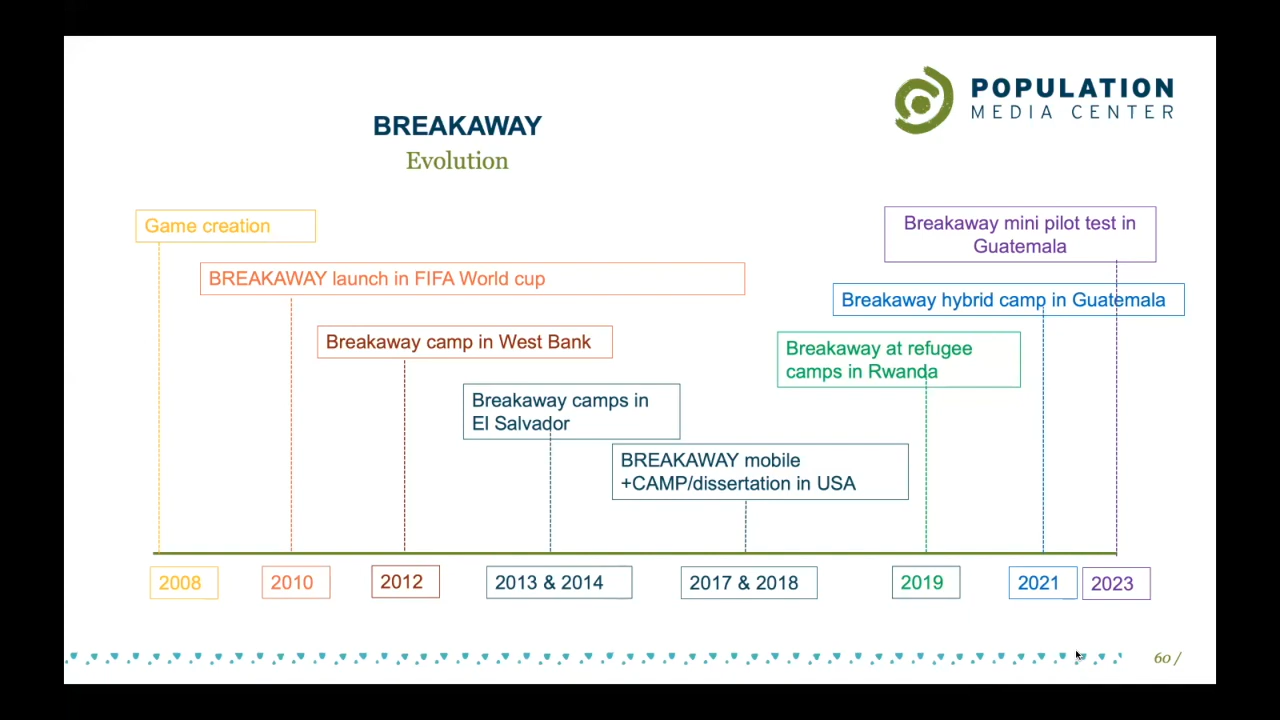 POPULATION
MEDIA CENTER
BREAKAWAY
Evolution
Game creation
BREAKAWAY launch in FIFA World cup
Breakaway camp in West Bank
Breakaway camps in
El Salvador
BREAKAWAY mobile
+CAMP/dissertation in USA
Breakaway at refugee
camps in Rwanda
Breakaway hybrid camp in Guatemala
Breakaway mini pilot test in
Guatemala
2008
2010
2012
2013 & 2014
2017 & 2018
2019
2021
2023
60 /